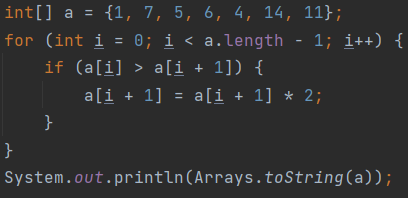 int[] a = {1, 7, 5, 6, 4, 14, 11};
for (int i = 0; i < a.length - 1; i++) {
    if (a[i] > a[i + 1]) {
        a[i + 1] = a[i + 1] * 2;
    }
}
System.out.println(Arrays.toString(a));